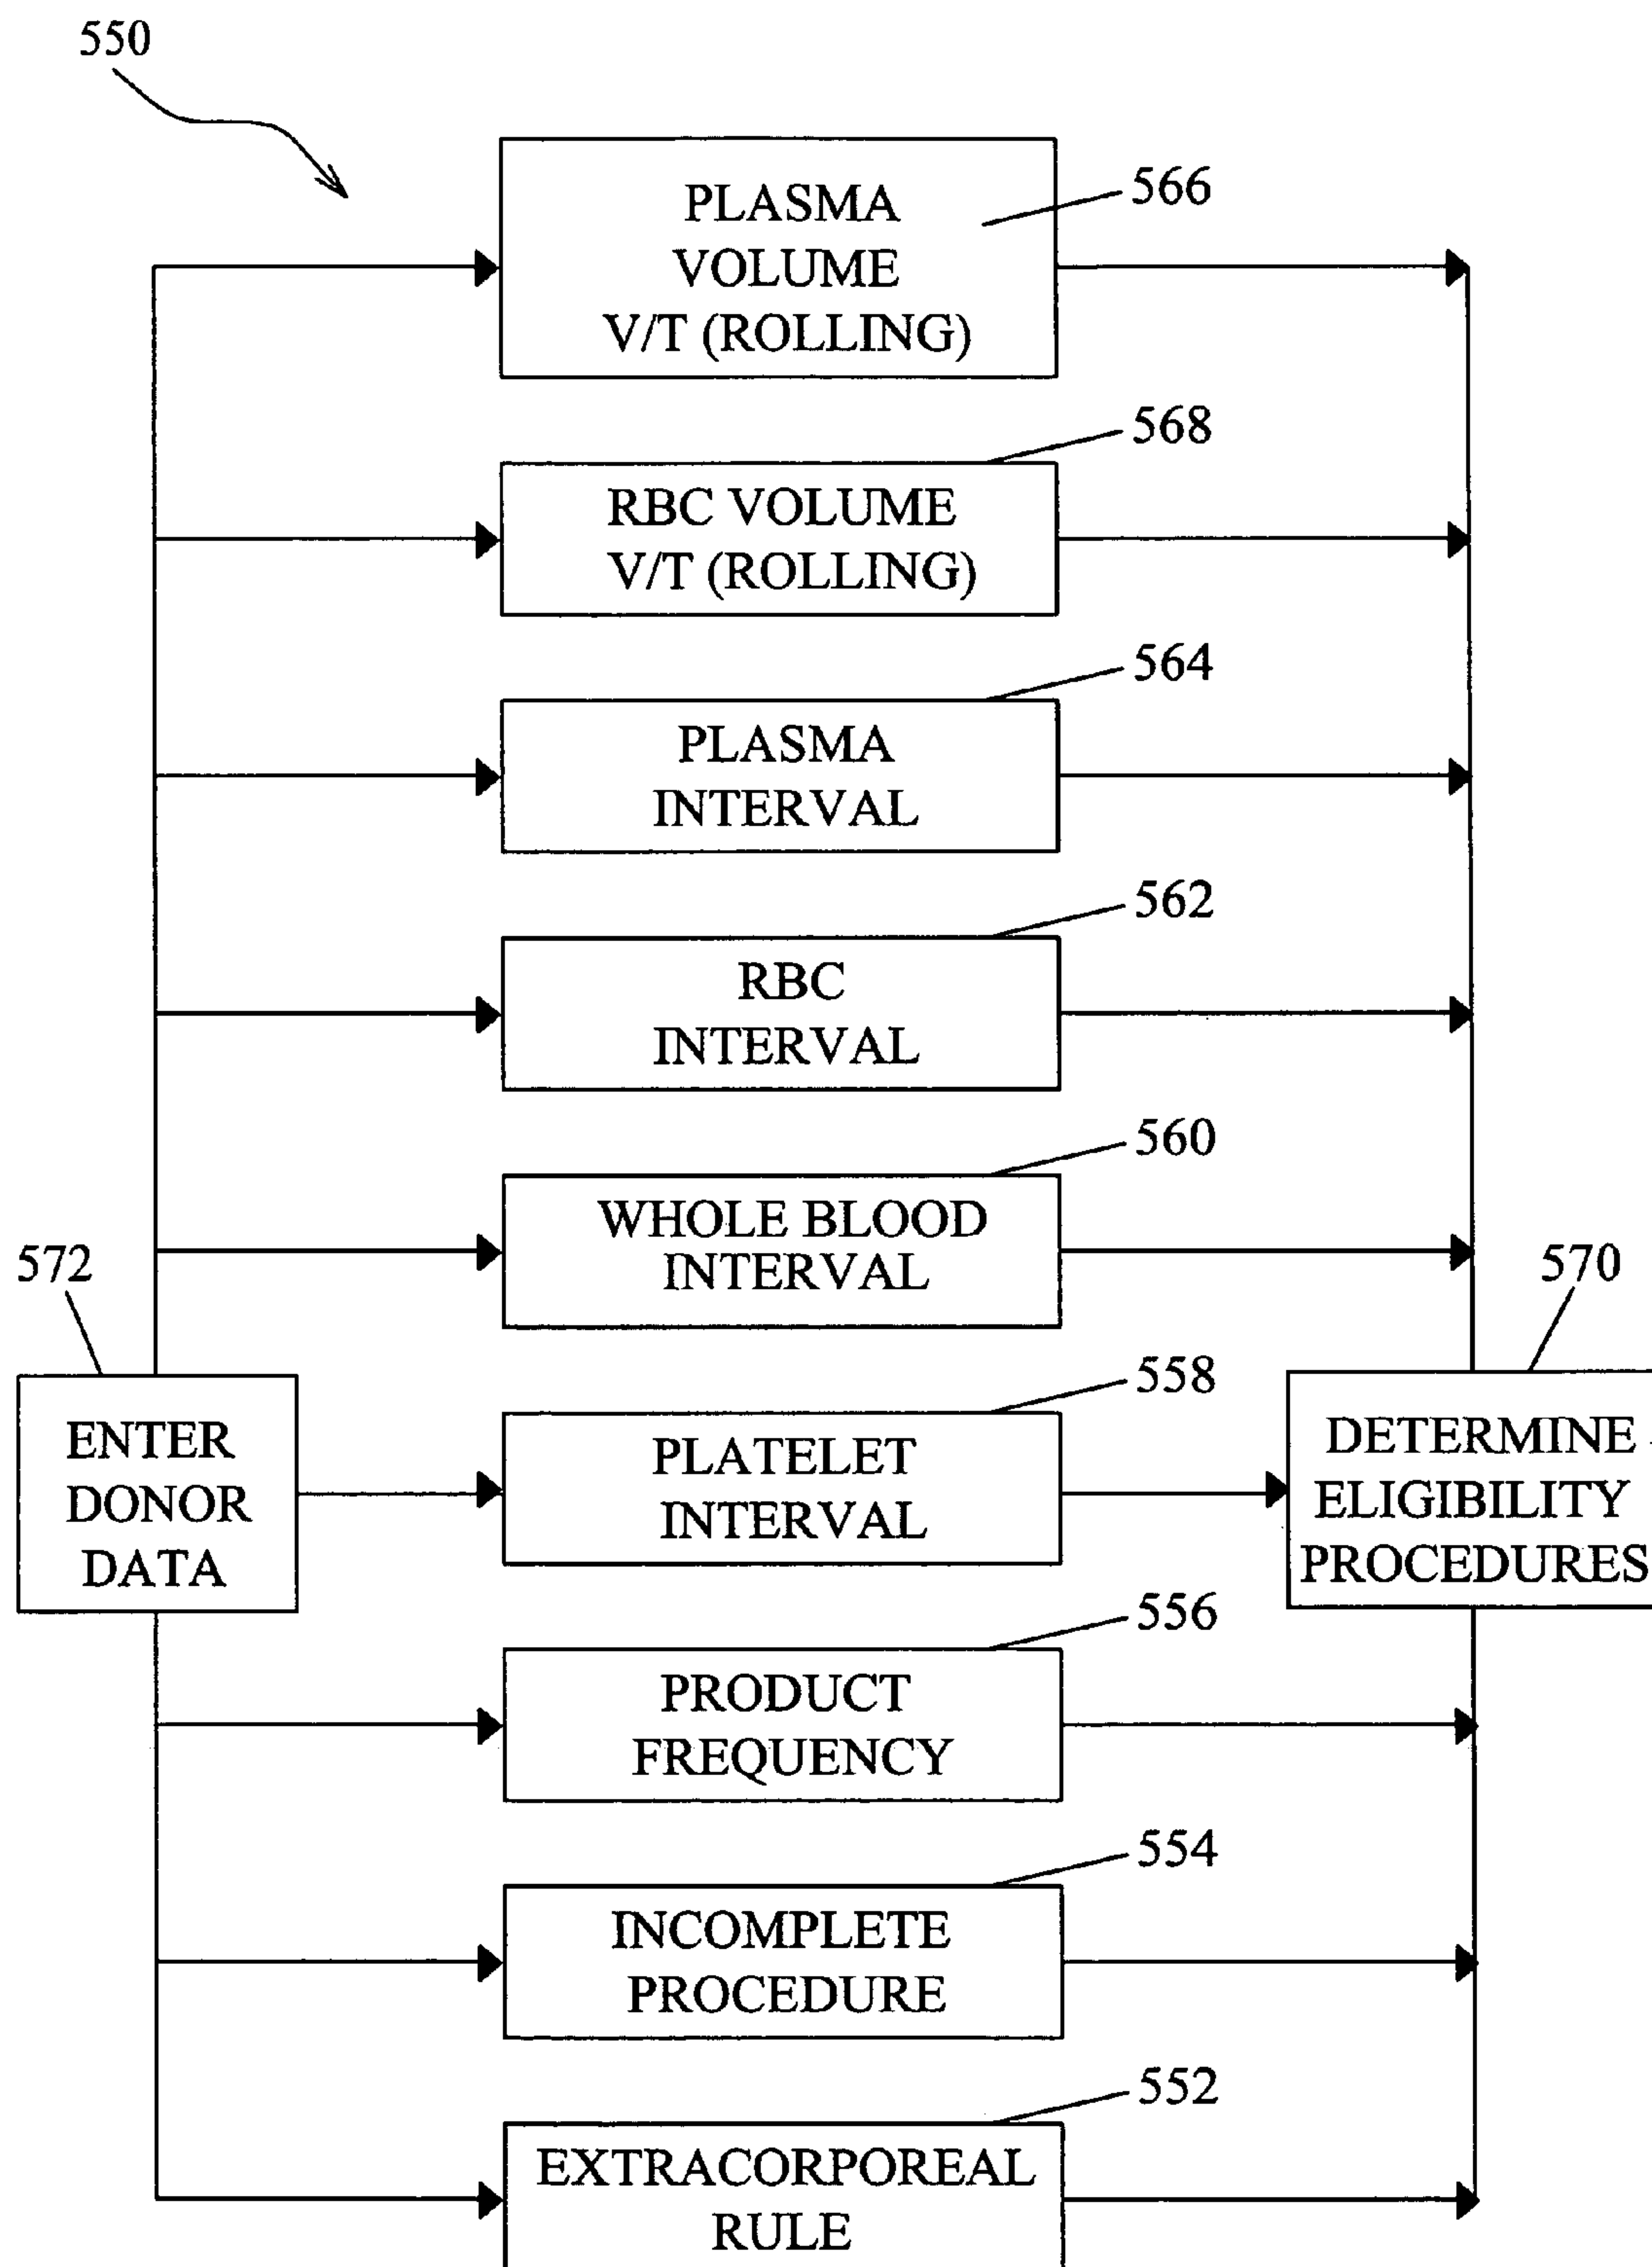 550
PLASMA
VOLUME
V/T (ROLLING)
566
RBC VOLUME
V/T (ROLLING)
568
PLASMA
INTERVAL
564
RBC
INTERVAL
562
WHOLE BLOOD
INTERVAL
560
572
ENTER
DONOR
DATA
PLATELET
INTERVAL
558
570
DETERMINE
ELIGIBILITY
PROCEDURES
PRODUCT
FREQUENCY
556
INCOMPLETE
PROCEDURE
554
EXTRACORPOREAL
RULE
552